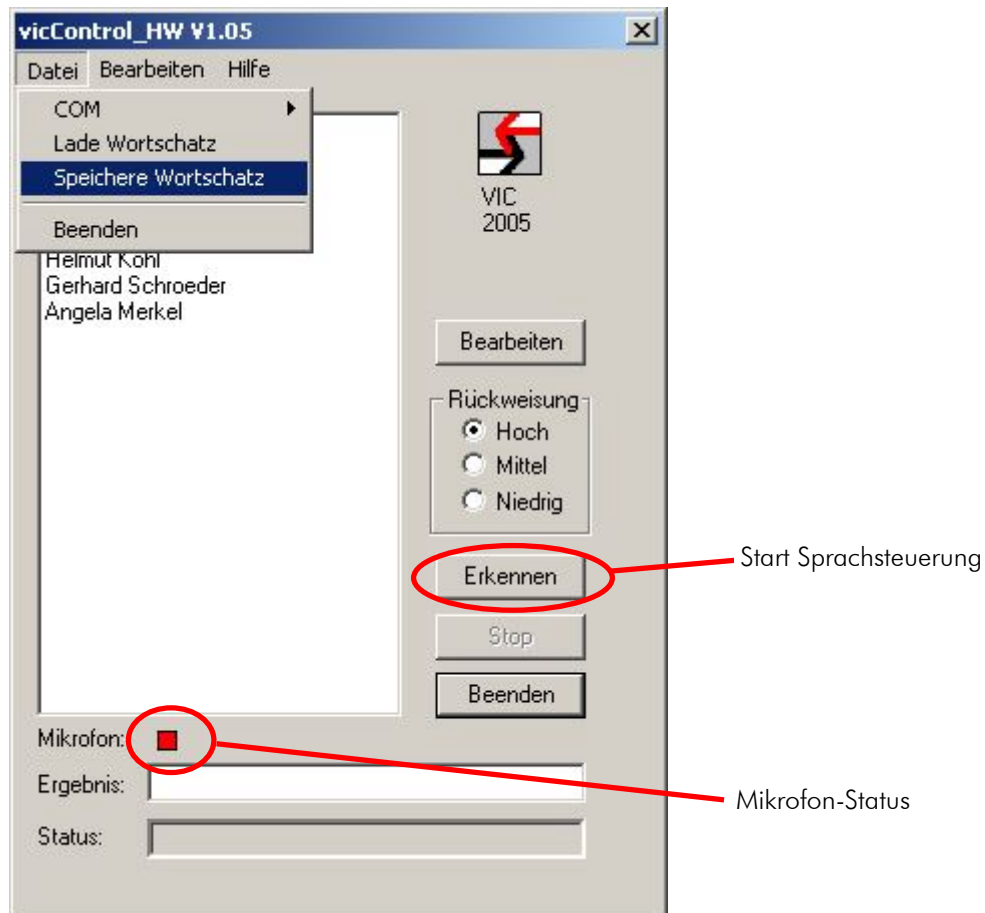 vicControl_HW V1.05
Datei Bearbeiten Hilfe
COM
Lade Wortschatz
Speichere Wortschatz
Beenden
Helmut Kohl
Gerhard Schroeder
Angela Merkel
VIC
2005
Bearbeiten
Rückweisung
Hoch
Mittel
Niedrig
Erkennen
Start Sprachsteuerung
Stop
Beenden
Mikrofon:
Ergebnis:
Mikrofon-Status
Status: